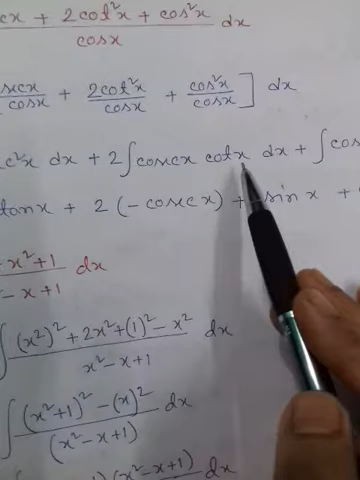 cx + 2cot²x + cos²x dx
cosx
secx + 2cot²x + cos²x ] dx
cosx cosx cosx
c²x dx + 2∫cosecx cotx dx + ∫cos
tanx + 2(-cosecx) + sinx +
x²+1 dx
-x+1
∫ (x²)² + 2x² + (1)² - x² dx
x²-x+1
∫ (x²+1)² - (x)² dx
(x²-x+1)
(x²-x+1) dx